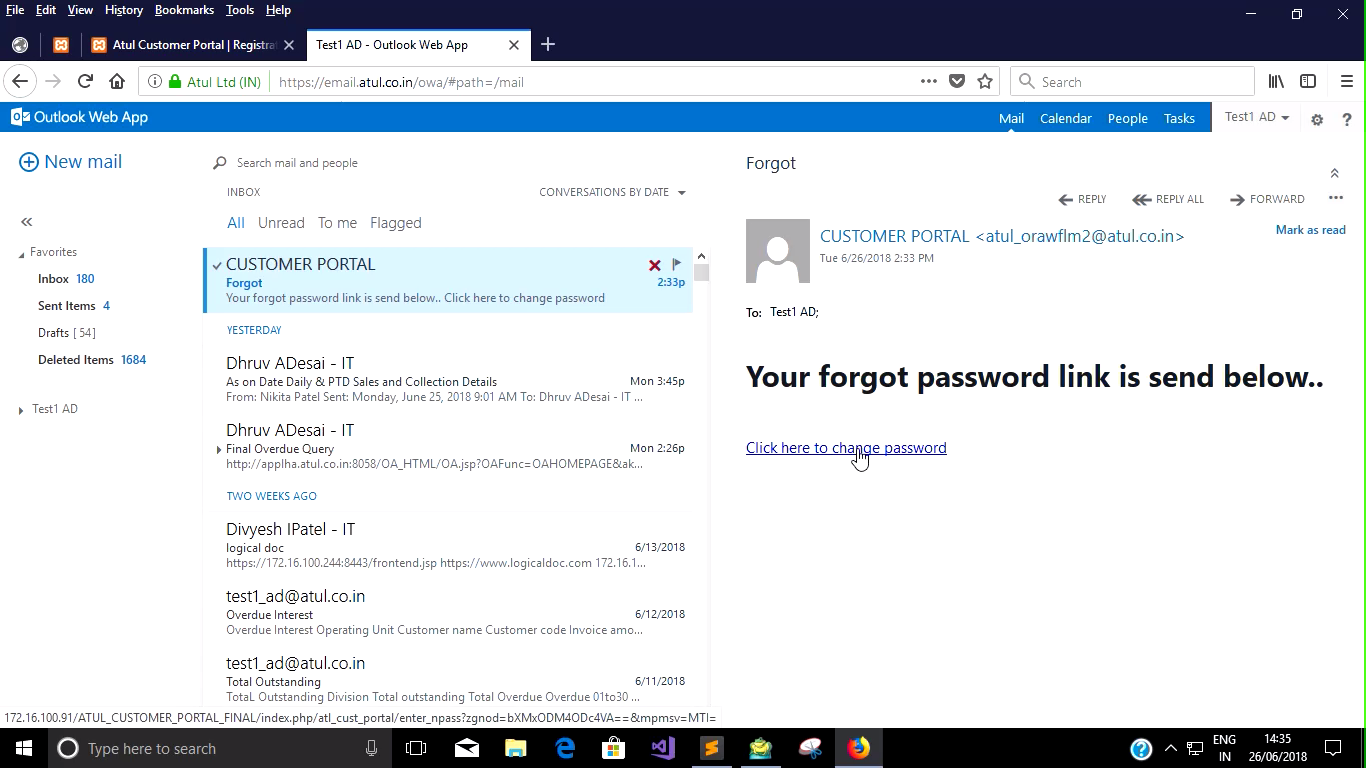 File Edit View History Bookmarks Tools Help
Atul Customer Portal | Registra
Test1 AD - Outlook Web App
Atul Ltd (IN) https://email.atul.co.in/owa/#path=/mail
Search
Outlook Web App
Mail Calendar People Tasks Test1 AD ?
New mail
Favorites
Inbox 180
Sent Items 4
Drafts [ 54]
Deleted Items 1684
Test1 AD
Search mail and people
INBOX CONVERSATIONS BY DATE
All Unread To me Flagged
CUSTOMER PORTAL
Forgot 2:33p
Your forgot password link is send below.. Click here to change password
YESTERDAY
Dhruv ADesai - IT
As on Date Daily & PTD Sales and Collection Details Mon 3:45p
From: Nikita Patel Sent: Monday, June 25, 2018 9:01 AM To: Dhruv ADesai - IT ...
Dhruv ADesai - IT
Final Overdue Query Mon 2:26p
http://applha.atul.co.in:8058/OA_HTML/OA.jsp?OAFunc=OAHOMEPAGE&ak...
TWO WEEKS AGO
Divyesh IPatel - IT
logical doc 6/13/2018
https://172.16.100.244:8443/frontend.jsp https://www.logicaldoc.com 172.16.1...
test1_ad@atul.co.in
Overdue Interest 6/12/2018
Overdue Interest Operating Unit Customer name Customer code Invoice amo...
test1_ad@atul.co.in
Total Outstanding 6/11/2018
TotaL Outstanding Division Total outstanding Total Overdue Overdue 01to30 ...
Forgot
REPLY REPLY ALL FORWARD
CUSTOMER PORTAL <atul_orawflm2@atul.co.in>
Mark as read
Tue 6/26/2018 2:33 PM
To: Test1 AD;
Your forgot password link is send below..
Click here to change password
172.16.100.91/ATUL_CUSTOMER_PORTAL_FINAL/index.php/atl_cust_portal/enter_npass?zgnod=bXMxODM4ODc4VA==&mpmsv=MTI=
Type here to search
ENG
IN
14:35
26/06/2018